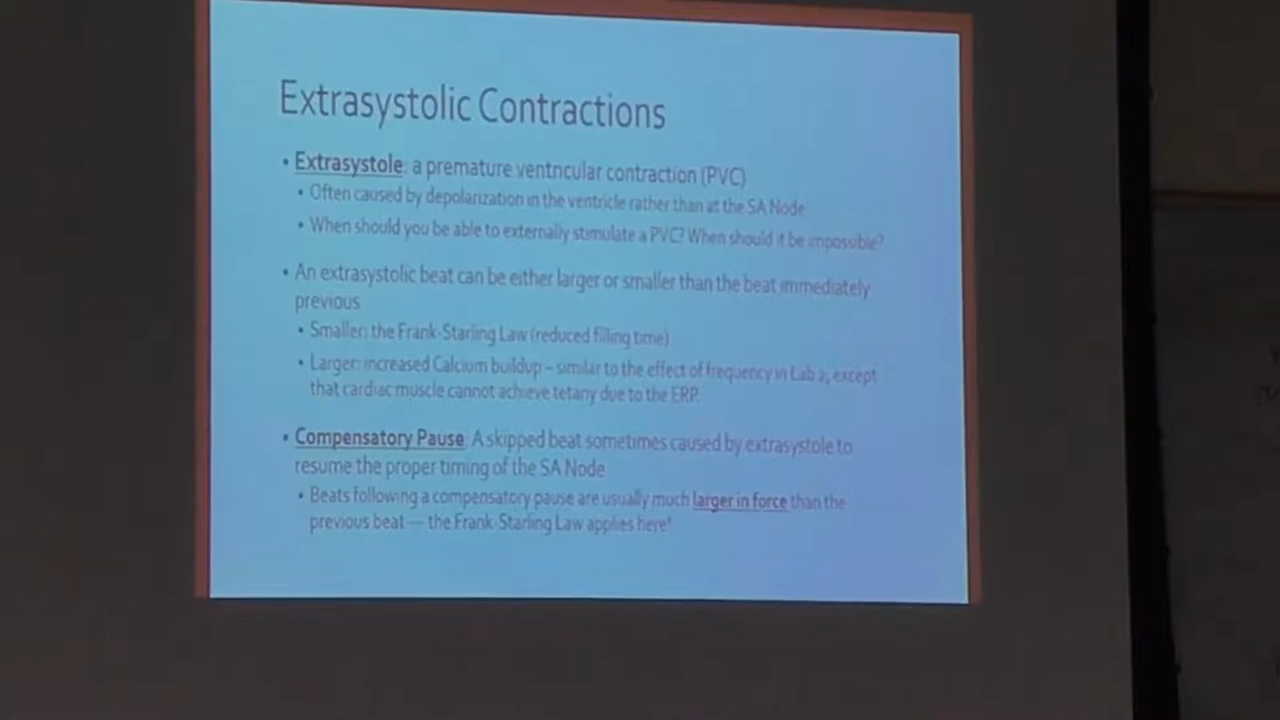 Extrasystolic Contractions
• Extrasystole: a premature ventricular contraction (PVC)
• Often caused by depolarization in the ventricle rather than at the SA Node
• When should you be able to externally stimulate a PVC? When should it be impossible?
• An extrasystolic beat can be either larger or smaller than the beat immediately
previous
• Smaller: the Frank-Starling Law (reduced filling time)
• Larger: increased Calcium buildup – similar to the effect of frequency in Lab 2, except
that cardiac muscle cannot achieve tetany due to the ERP.
• Compensatory Pause: A skipped beat sometimes caused by extrasystole to
resume the proper timing of the SA Node
• Beats following a compensatory pause are usually much larger in force than the
previous beat — the Frank-Starling Law applies here!